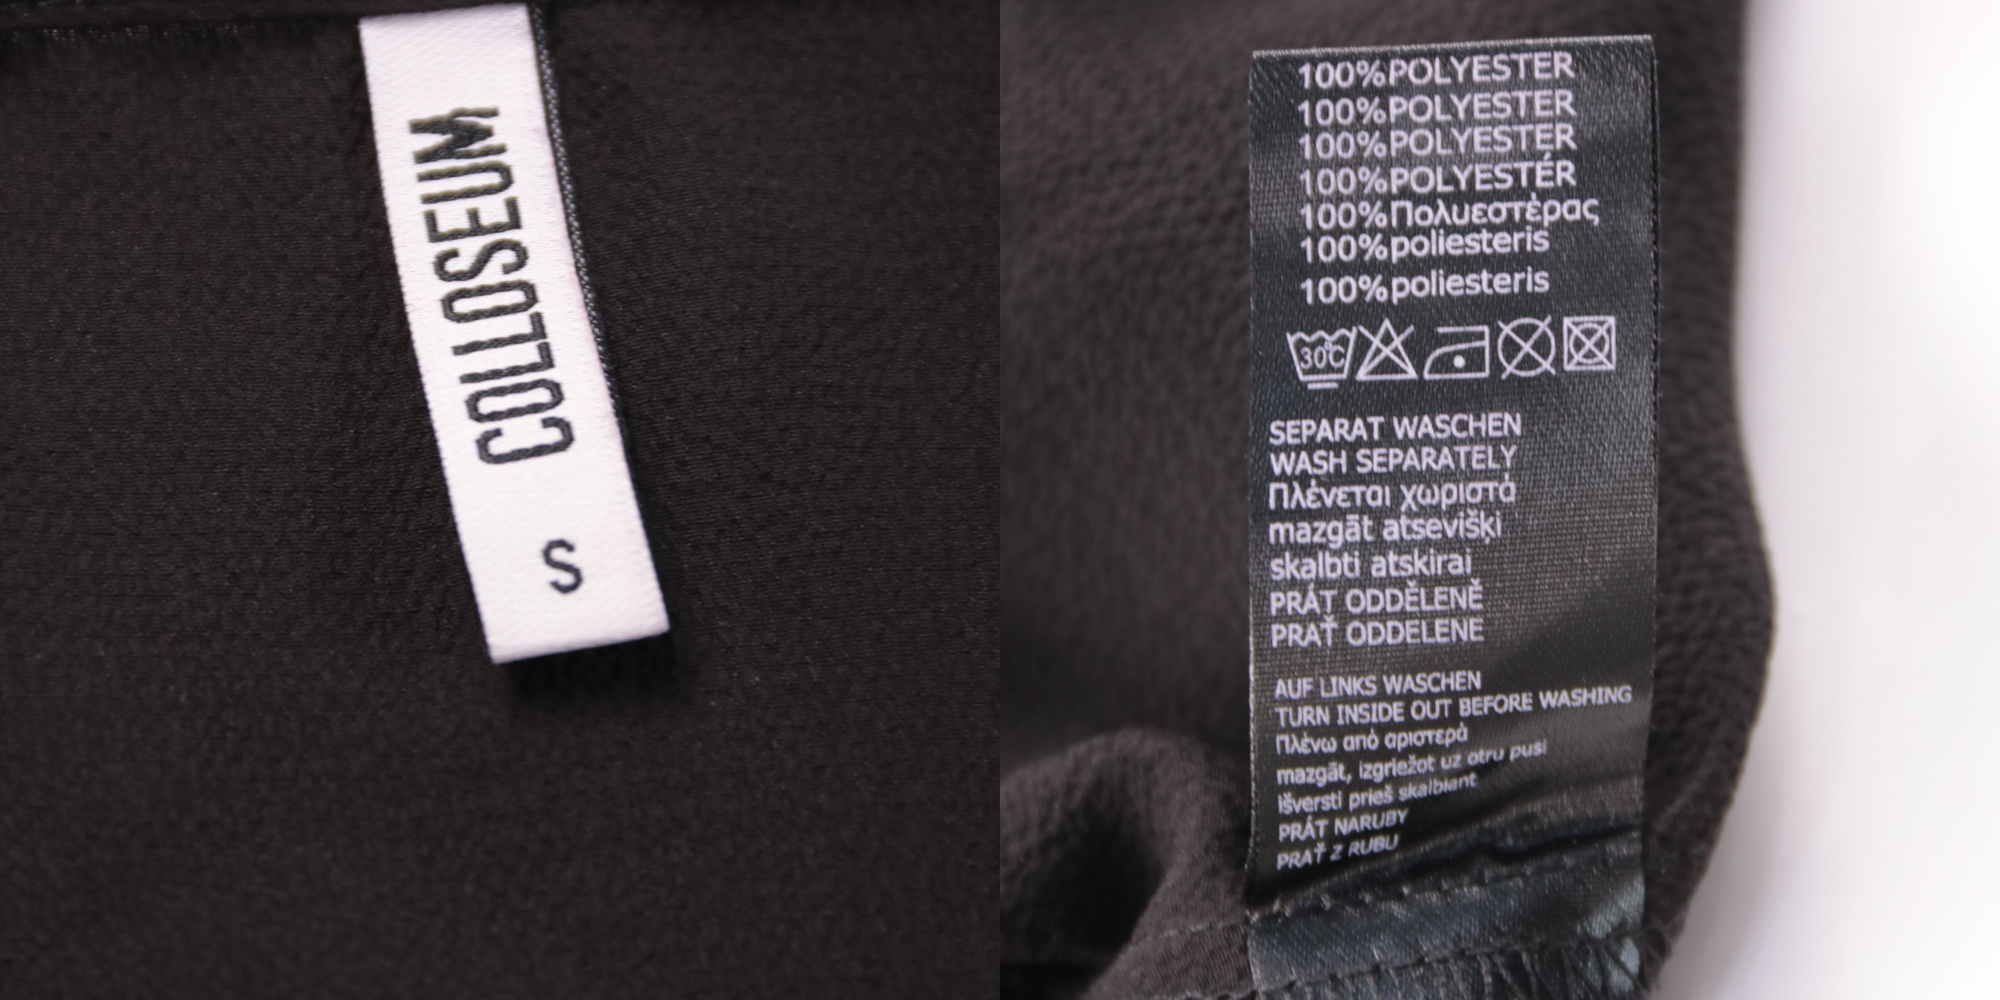 COLLOSEUM
S
100%POLYESTER
100%POLYESTER
100%POLYESTER
100%POLYESTÉR
100%Πολυεστὲρας
100%poliesteris
100%poliesteris
30°C
SEPARAT WASCHEN
WASH SEPARATELY
Πλένεται χωριστά
mazgāt atsevišķi
skalbti atskirai
PRÁT ODDĚLENĚ
PRAŤ ODDELENE
AUF LINKS WASCHEN
TURN INSIDE OUT BEFORE WASHING
Πλένω από αριστερά
mazgāt, izgriežot uz otru pusi
išversti prieš skalbiant
PRÁT NARUBY
PRAŤ Z RUBU